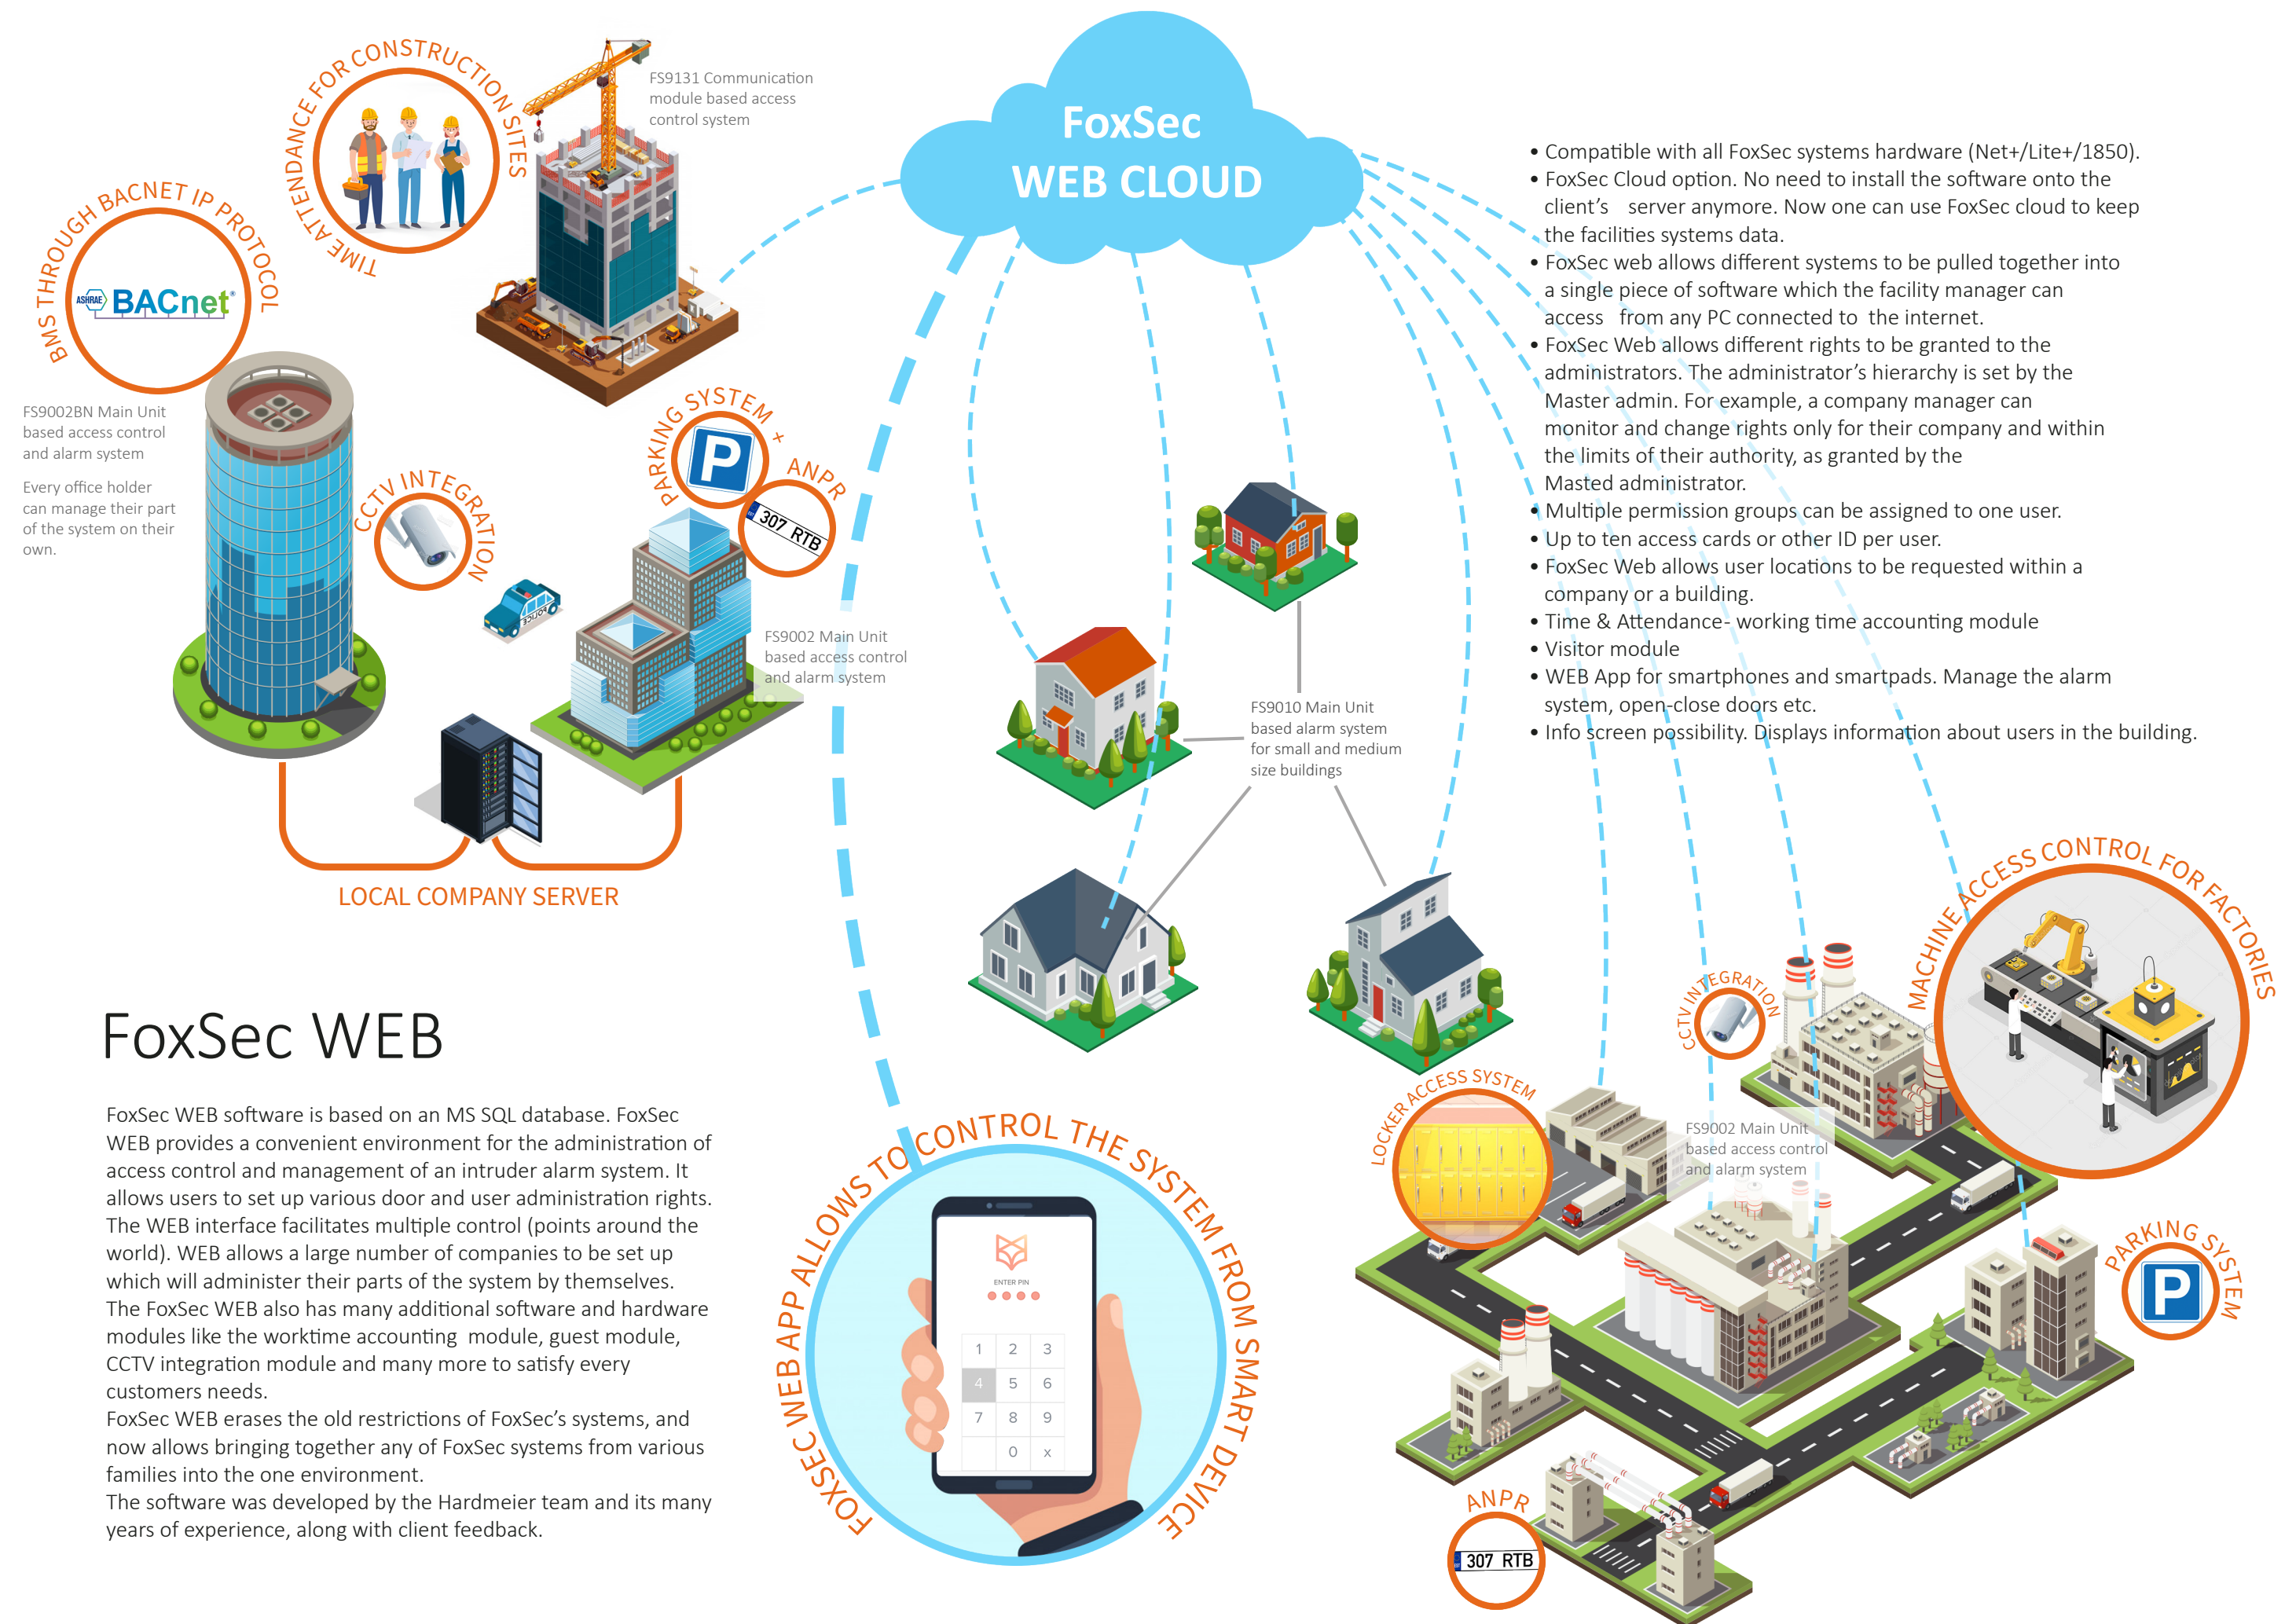 TIME ATTENDANCE FOR CONSTRUCTION SITES
FS9131 Communication
module based access
control system
FoxSec
WEB CLOUD
BMS THROUGH BACNET IP PROTOCOL
ASHRAE BACnet®
FS9002BN Main Unit
based access control
and alarm system
Every office holder
can manage their part
of the system on their
own.
CCTV INTEGRATION
PARKING SYSTEM + ANPR
P
307 RTB
POLICE
FS9002 Main Unit
based access control
and alarm system
LOCAL COMPANY SERVER
• Compatible with all FoxSec systems hardware (Net+/Lite+/1850).
• FoxSec Cloud option. No need to install the software onto the
client's server anymore. Now one can use FoxSec cloud to keep
the facilities systems data.
• FoxSec web allows different systems to be pulled together into
a single piece of software which the facility manager can
access from any PC connected to the internet.
• FoxSec Web allows different rights to be granted to the
administrators. The administrator's hierarchy is set by the
Master admin. For example, a company manager can
monitor and change rights only for their company and within
the limits of their authority, as granted by the
Masted administrator.
• Multiple permission groups can be assigned to one user.
• Up to ten access cards or other ID per user.
• FoxSec Web allows user locations to be requested within a
company or a building.
• Time & Attendance- working time accounting module
• Visitor module
• WEB App for smartphones and smartpads. Manage the alarm
system, open-close doors etc.
• Info screen possibility. Displays information about users in the building.
FS9010 Main Unit
based alarm system
for small and medium
size buildings
FoxSec WEB
FoxSec WEB software is based on an MS SQL database. FoxSec
WEB provides a convenient environment for the administration of
access control and management of an intruder alarm system. It
allows users to set up various door and user administration rights.
The WEB interface facilitates multiple control (points around the
world). WEB allows a large number of companies to be set up
which will administer their parts of the system by themselves.
The FoxSec WEB also has many additional software and hardware
modules like the worktime accounting module, guest module,
CCTV integration module and many more to satisfy every
customers needs.
FoxSec WEB erases the old restrictions of FoxSec's systems, and
now allows bringing together any of FoxSec systems from various
families into the one environment.
The software was developed by the Hardmeier team and its many
years of experience, along with client feedback.
FOXSEC WEB APP ALLOWS TO CONTROL THE SYSTEM FROM SMART DEVICE
ENTER PIN
1 2 3
4 5 6
7 8 9
0 x
MACHINE ACCESS CONTROL FOR FACTORIES
CCTV INTEGRATION
LOCKER ACCESS SYSTEM
FS9002 Main Unit
based access control
and alarm system
PARKING SYSTEM
P
ANPR
307 RTB